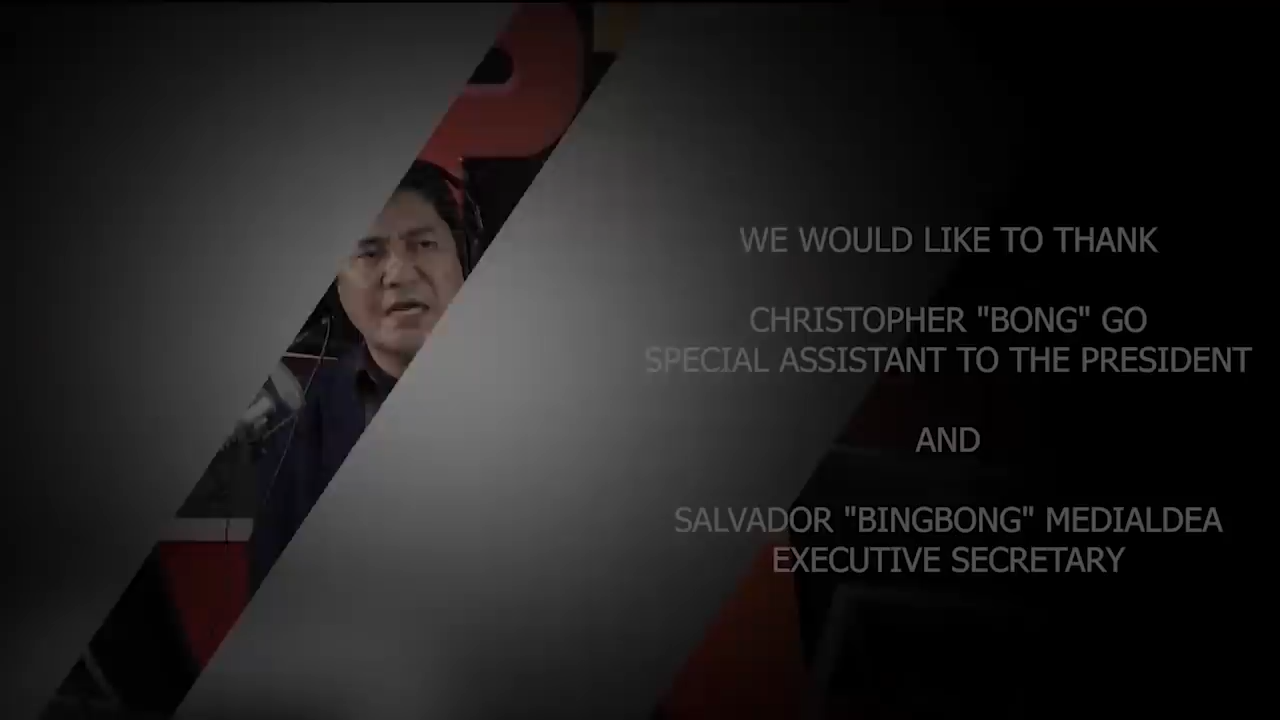 WE WOULD LIKE TO THANK
CHRISTOPHER "BONG" GO
SPECIAL ASSISTANT TO THE PRESIDENT
AND
SALVADOR "BINGBONG" MEDIALDEA
EXECUTIVE SECRETARY